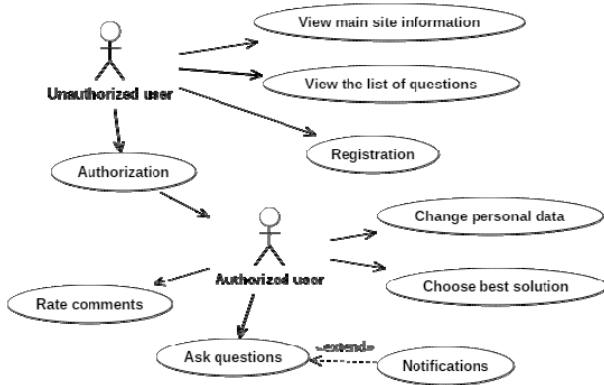 View main site information
View the list of questions
Unauthorized user
Registration
Authorization
Change personal data
Authorized user
Choose best solution
Rate comments
«extend»
Ask questions
Notifications